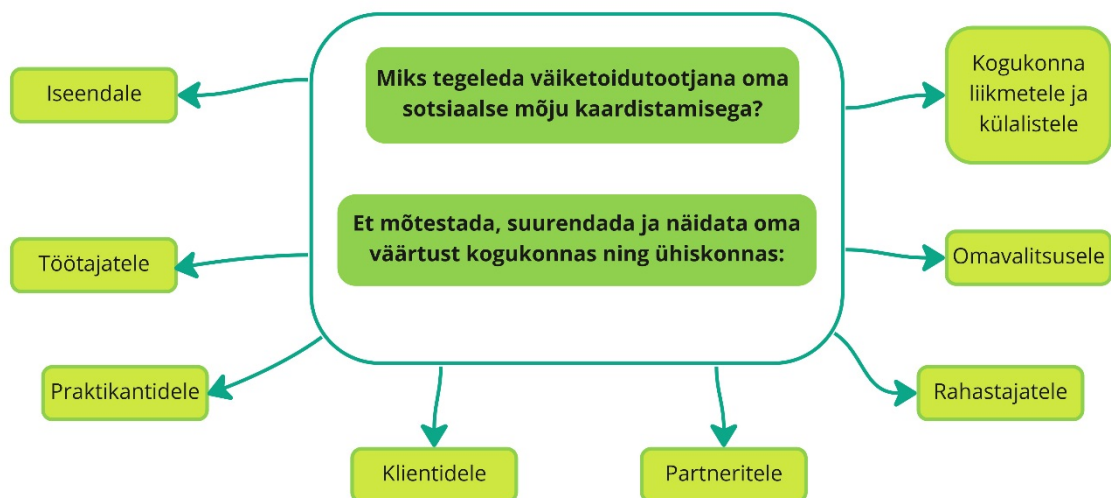 Miks tegeleda väiketoidutootjana oma
sotsiaalse mõju kaardistamisega?
Et mõtestada, suurendada ja näidata oma
väärtust kogukonnas ning ühiskonnas:
Iseendale
Töötajatele
Praktikantidele
Klientidele
Partneritele
Rahastajatele
Omavalitsusele
Kogukonna
liikmetele ja
külalistele